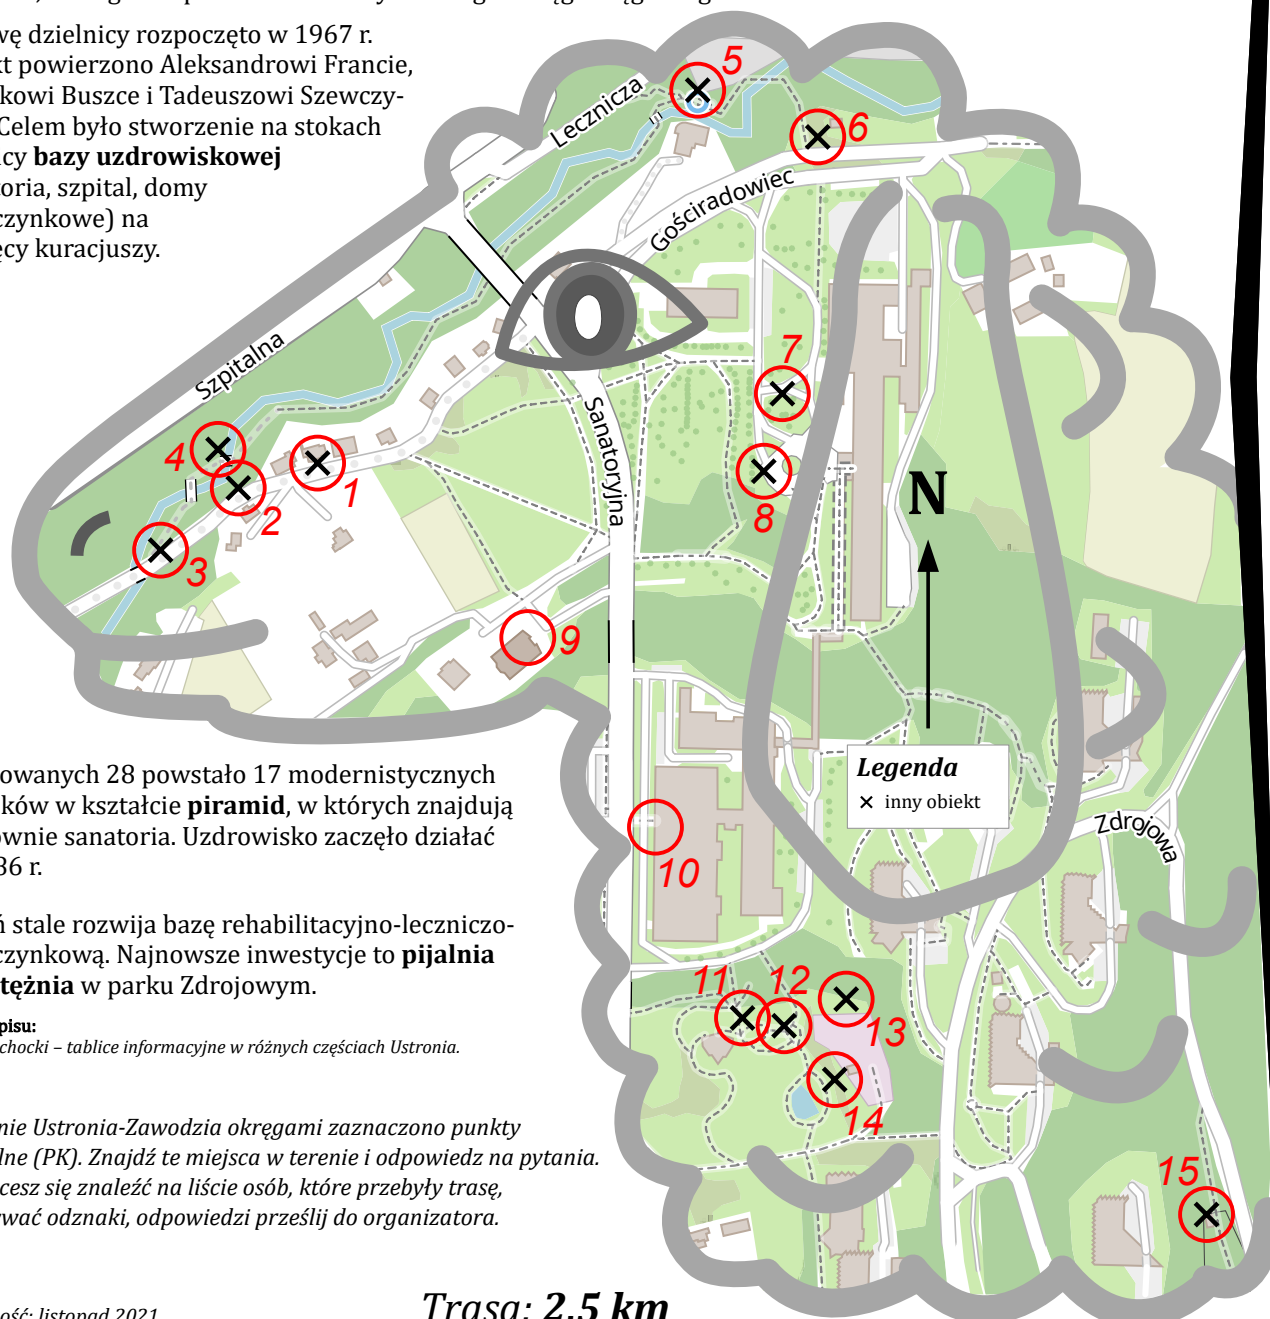 wę dzielnicy rozpoczęto w 1967 r.
kt powierzono Aleksandrowi Francie,
kowi Buszce i Tadeuszowi Szewczy-
Celem było stworzenie na stokach
icy bazy uzdrowiskowej
toria, szpital, domy
czynkowe) na
ęcy kuracjuszy.
5
Lecznicza
6
Gościradowiec
Szpitalna
7
Sanatoryjna
4
1
2
8
N
3
9
owanych 28 powstało 17 modernistycznych
ków w kształcie piramid, w których znajdują
ównie sanatoria. Uzdrowisko zaczęło działać
36 r.
Legenda
× inny obiekt
Zdrojowa
10
ń stale rozwija bazę rehabilitacyjno-leczniczo-
czynkową. Najnowsze inwestycje to pijalnia
tężnia w parku Zdrojowym.
pisu:
chocki – tablice informacyjne w różnych częściach Ustronia.
11
12
13
14
nie Ustronia-Zawodzia okręgami zaznaczono punkty
lne (PK). Znajdź te miejsca w terenie i odpowiedz na pytania.
cesz się znaleźć na liście osób, które przebyły trasę,
wać odznaki, odpowiedzi prześlij do organizatora.
15
ość: listopad 2021
Trasa: 2,5 km